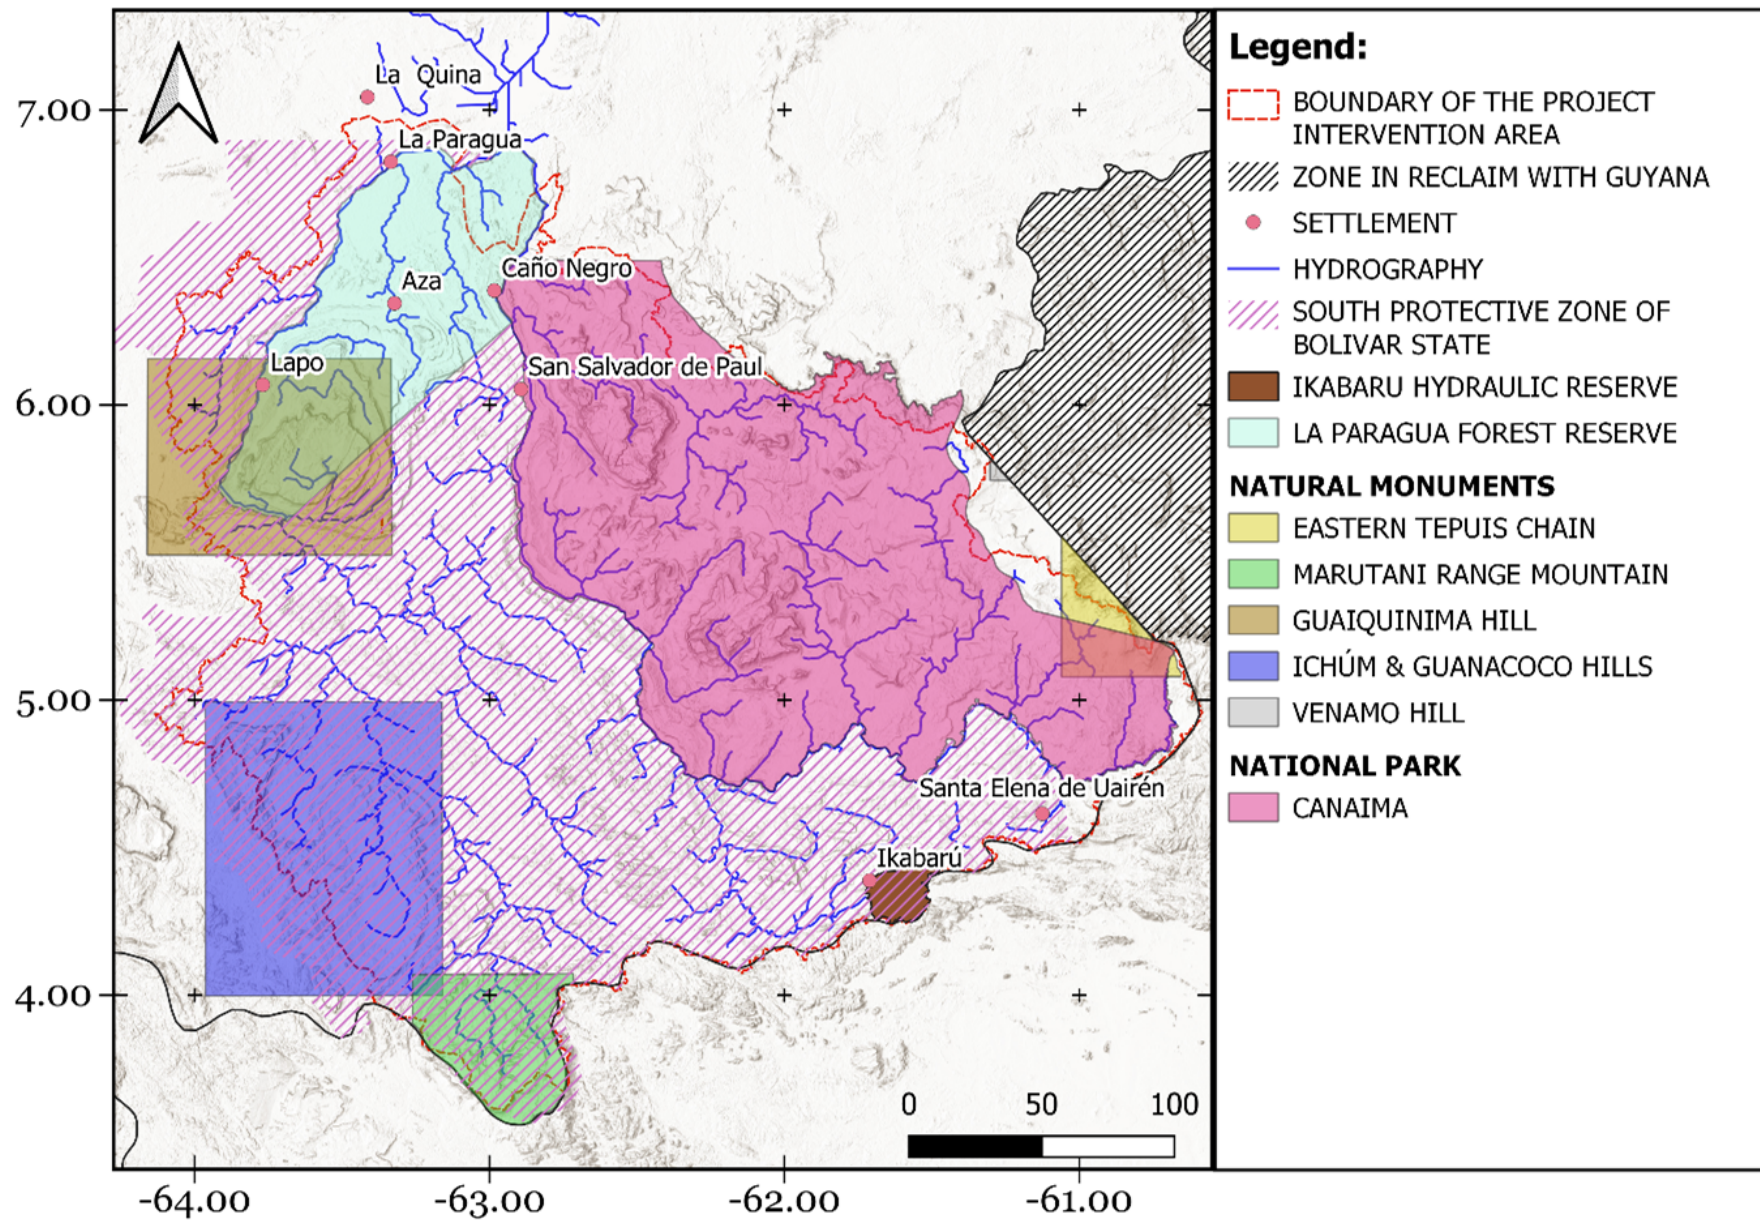 La Quina
7.00
La Paragua
Caño Negro
Aza
Lapo
San Salvador de Paul
6.00
5.00
Santa Elena de Uairén
Ikabarú
4.00
0 50 100
-64.00 -63.00 -62.00 -61.00
Legend:
BOUNDARY OF THE PROJECT
INTERVENTION AREA
ZONE IN RECLAIM WITH GUYANA
SETTLEMENT
HYDROGRAPHY
SOUTH PROTECTIVE ZONE OF
BOLIVAR STATE
IKABARU HYDRAULIC RESERVE
LA PARAGUA FOREST RESERVE
NATURAL MONUMENTS
EASTERN TEPUIS CHAIN
MARUTANI RANGE MOUNTAIN
GUAIQUINIMA HILL
ICHÚM & GUANACOCO HILLS
VENAMO HILL
NATIONAL PARK
CANAIMA